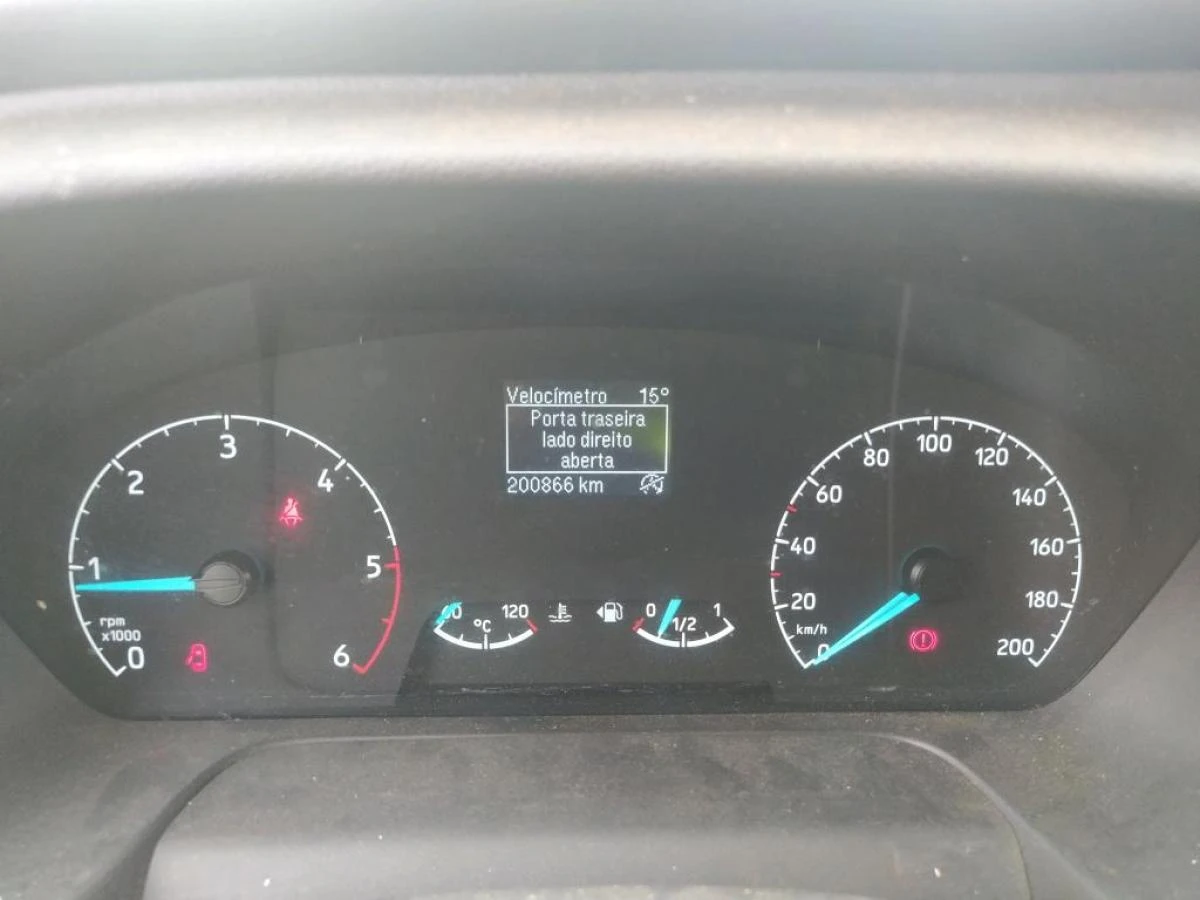 Velocímetro 15°
Porta traseira
lado direito
aberta
200866 km
0
1
2
3
4
5
6
rpm
x1000
60
120
°C
0
1/2
1
0
20
40
60
80
100
120
140
160
180
200
km/h